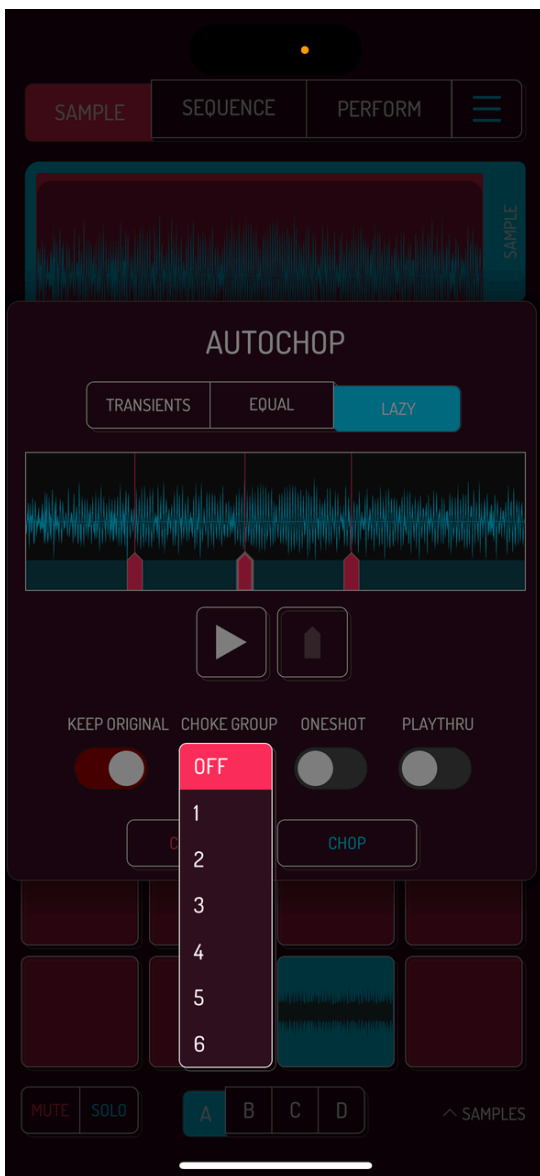 SAMPLE SEQUENCE PERFORM
SAMPLE
AUTOCHOP
TRANSIENTS EQUAL LAZY
KEEP ORIGINAL CHOKE GROUP ONESHOT PLAYTHRU
OFF
1
C CHOP
2
3
4
5
6
MUTE SOLO A B C D SAMPLES